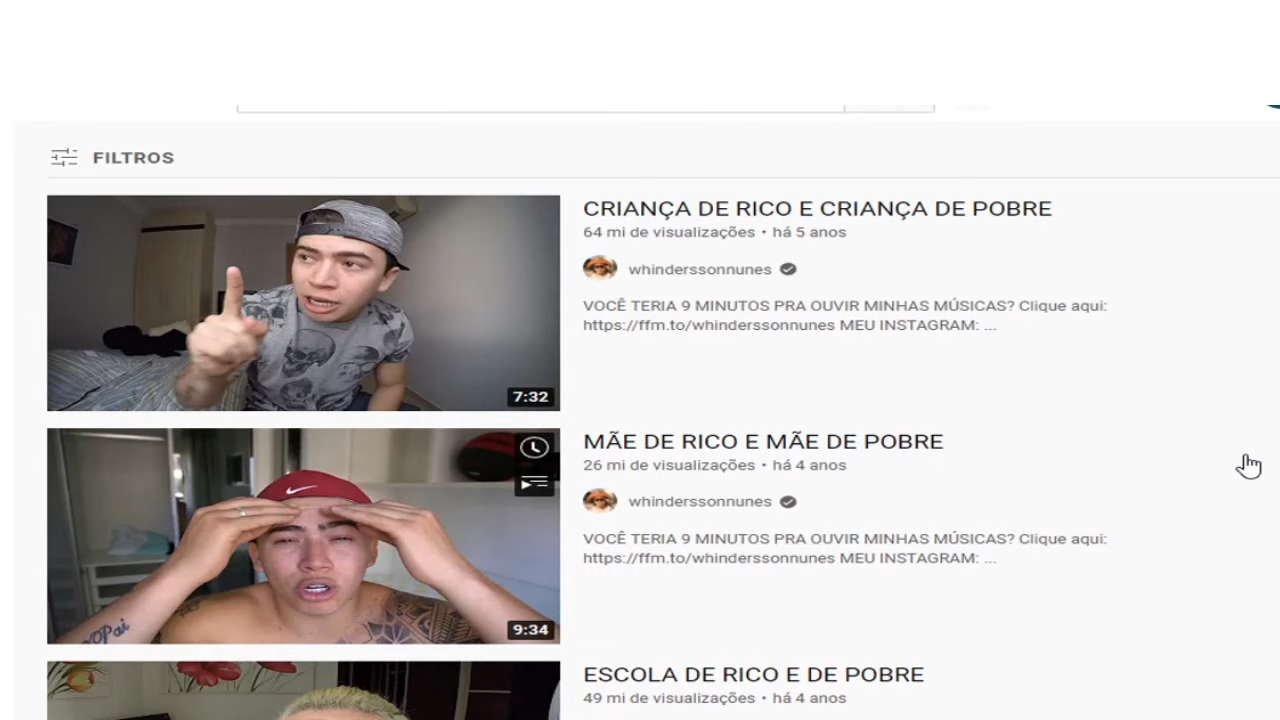 FILTROS
CRIANÇA DE RICO E CRIANÇA DE POBRE
64 mi de visualizações • há 5 anos
whinderssonnunes
VOCÊ TERIA 9 MINUTOS PRA OUVIR MINHAS MÚSICAS? Clique aqui:
https://ffm.to/whinderssonnunes MEU INSTAGRAM: ...
7:32
MÃE DE RICO E MÃE DE POBRE
26 mi de visualizações • há 4 anos
whinderssonnunes
VOCÊ TERIA 9 MINUTOS PRA OUVIR MINHAS MÚSICAS? Clique aqui:
https://ffm.to/whinderssonnunes MEU INSTAGRAM: ...
9:34
ESCOLA DE RICO E DE POBRE
49 mi de visualizações • há 4 anos